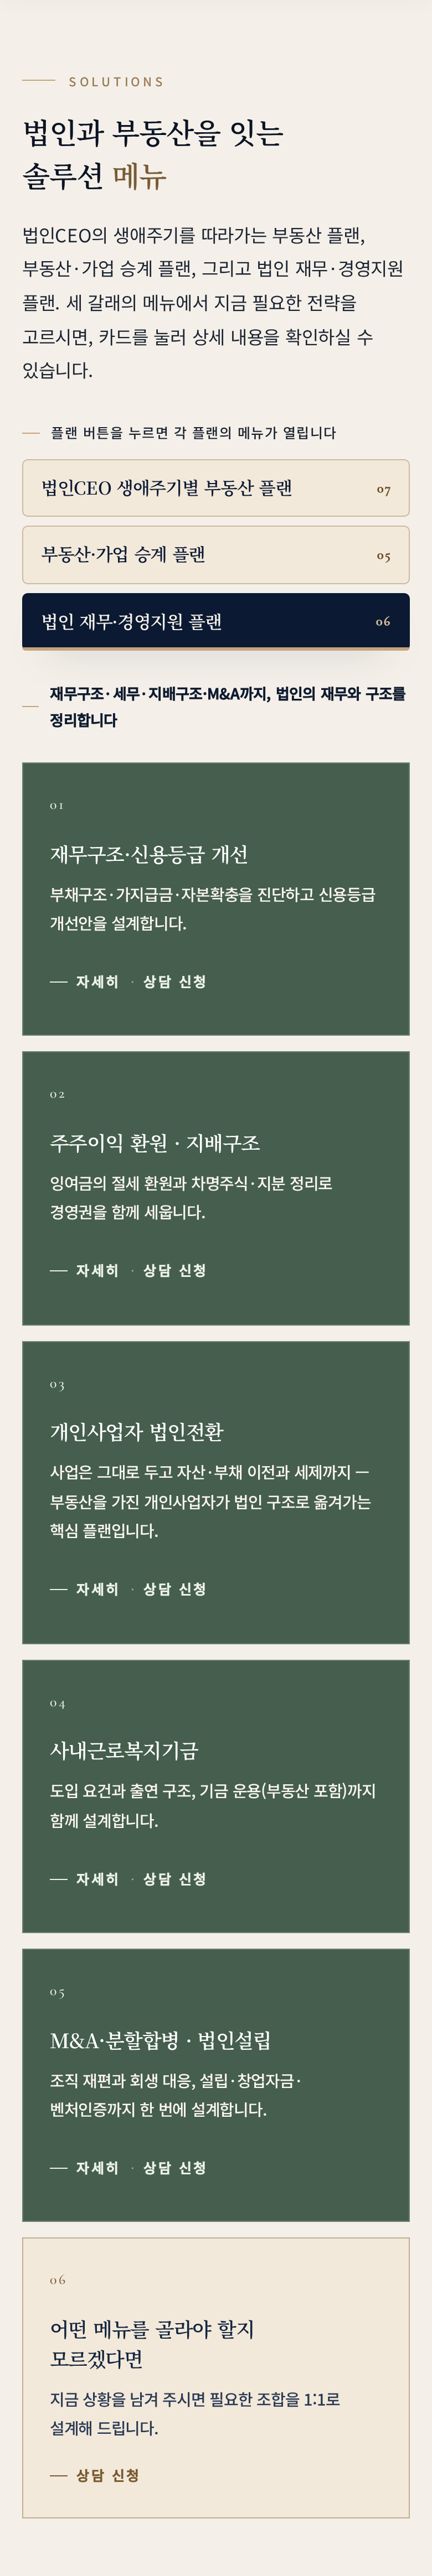 SOLUTIONS
법인과 부동산을 잇는
솔루션 메뉴
법인CEO의 생애주기를 따라가는 부동산 플랜,
부동산·가업 승계 플랜, 그리고 법인 재무·경영지원
플랜. 세 갈래의 메뉴에서 지금 필요한 전략을
고르시면, 카드를 눌러 상세 내용을 확인하실 수
있습니다.
플랜 버튼을 누르면 각 플랜의 메뉴가 열립니다
법인CEO 생애주기별 부동산 플랜 07
부동산·가업 승계 플랜 05
법인 재무·경영지원 플랜 06
재무구조·세무·지배구조·M&A까지, 법인의 재무와 구조를
정리합니다
01
재무구조·신용등급 개선
부채구조·가지급금·자본확충을 진단하고 신용등급
개선안을 설계합니다.
— 자세히 · 상담 신청
02
주주이익 환원 · 지배구조
잉여금의 절세 환원과 차명주식·지분 정리로
경영권을 함께 세웁니다.
— 자세히 · 상담 신청
03
개인사업자 법인전환
사업은 그대로 두고 자산·부채 이전과 세제까지 —
부동산을 가진 개인사업자가 법인 구조로 옮겨가는
핵심 플랜입니다.
— 자세히 · 상담 신청
04
사내근로복지기금
도입 요건과 출연 구조, 기금 운용(부동산 포함)까지
함께 설계합니다.
— 자세히 · 상담 신청
05
M&A·분할합병 · 법인설립
조직 재편과 회생 대응, 설립·창업자금·
벤처인증까지 한 번에 설계합니다.
— 자세히 · 상담 신청
06
어떤 메뉴를 골라야 할지
모르겠다면
지금 상황을 남겨 주시면 필요한 조합을 1:1로
설계해 드립니다.
— 상담 신청